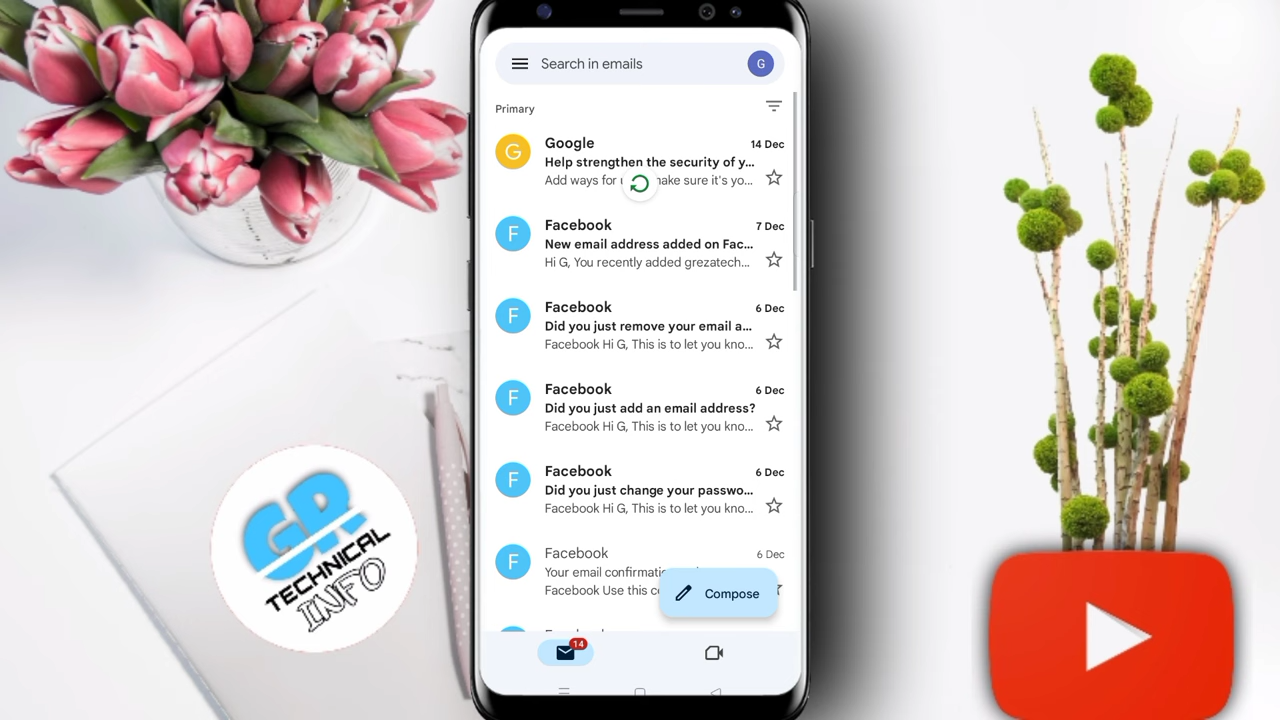 Search in emails
G
Primary
G
Google
14 Dec
Help strengthen the security of y...
Add ways for make sure it's yo...
F
Facebook
7 Dec
New email address added on Fac...
Hi G, You recently added grezatech...
F
Facebook
6 Dec
Did you just remove your email a...
Facebook Hi G, This is to let you kno...
F
Facebook
6 Dec
Did you just add an email address?
Facebook Hi G, This is to let you kno...
F
Facebook
6 Dec
Did you just change your passwo...
Facebook Hi G, This is to let you kno...
F
Facebook
6 Dec
Your email confirmati
Facebook Use this
Compose
14
GR
TECHNICAL
INFO